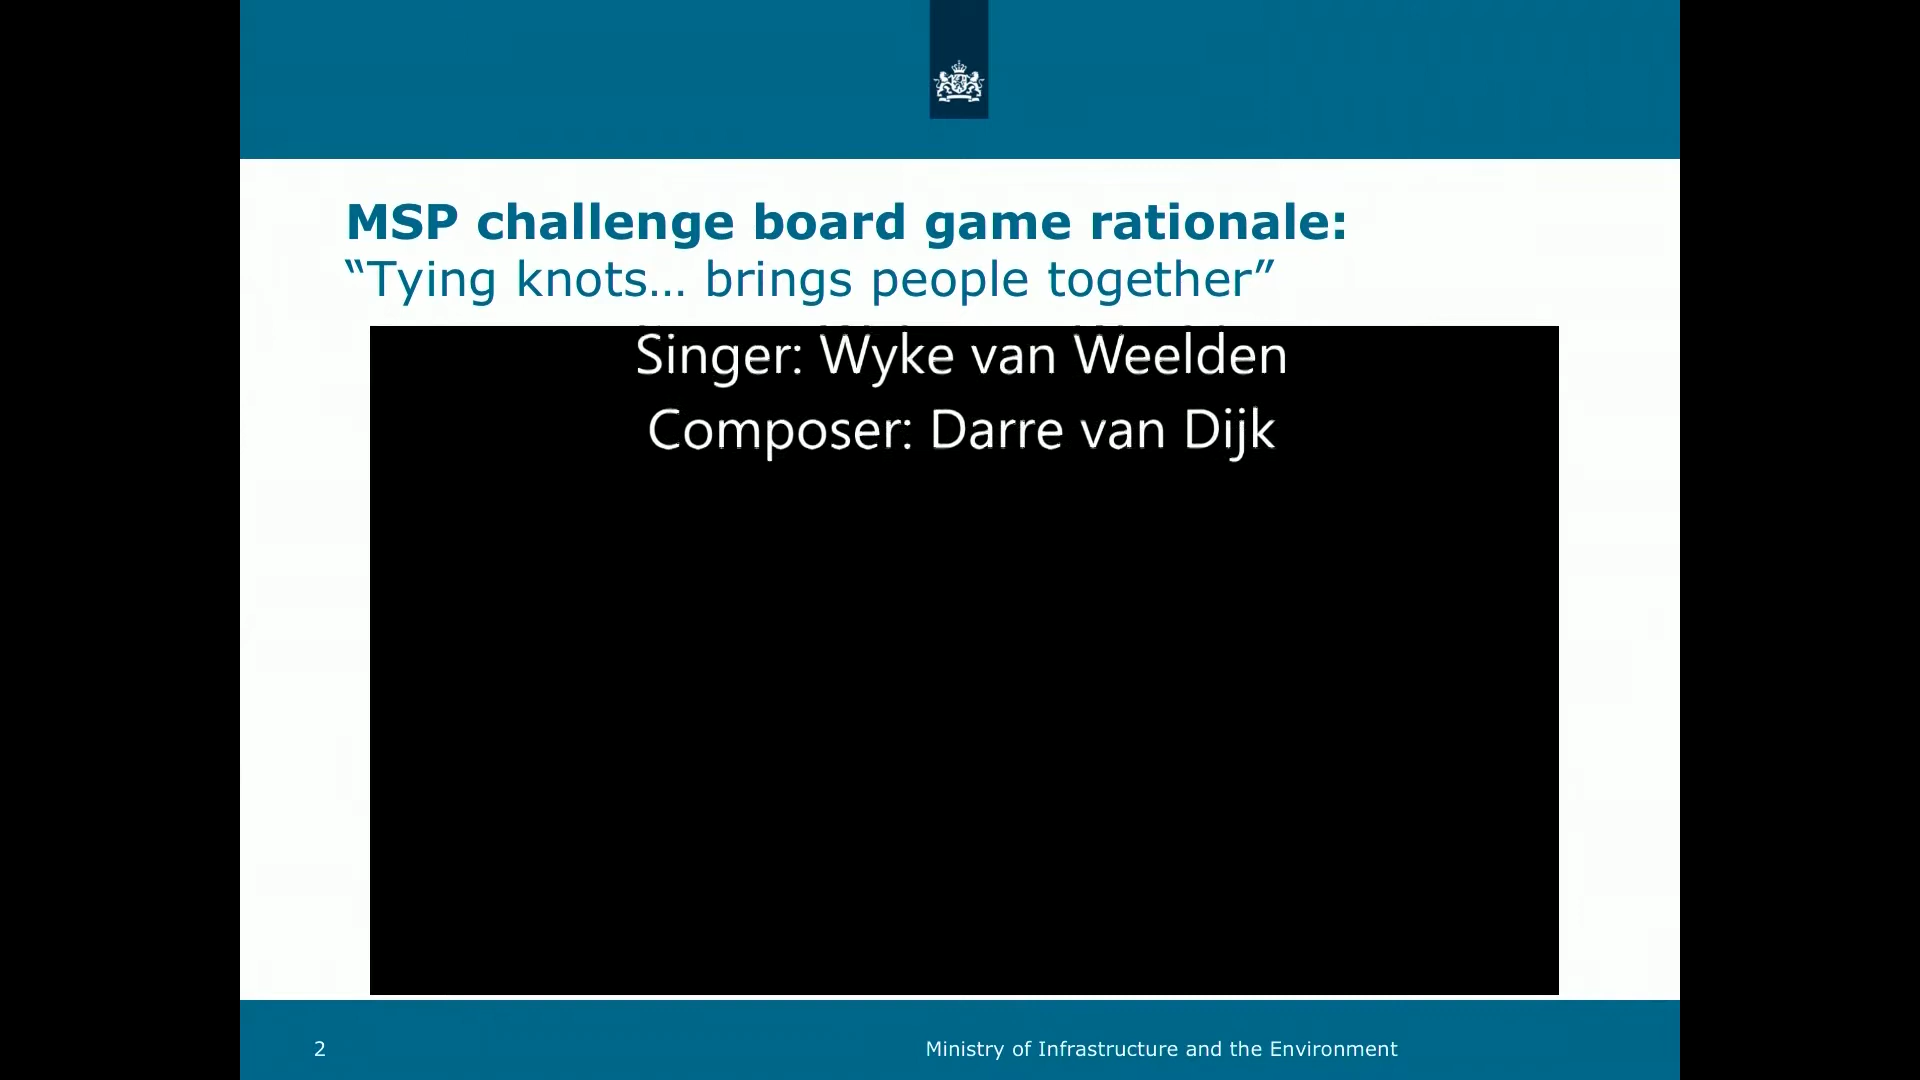 MSP challenge board game rationale:
“Tying knots… brings people together”
Singer: Wyke van Weelden
Composer: Darre van Dijk
2
Ministry of Infrastructure and the Environment